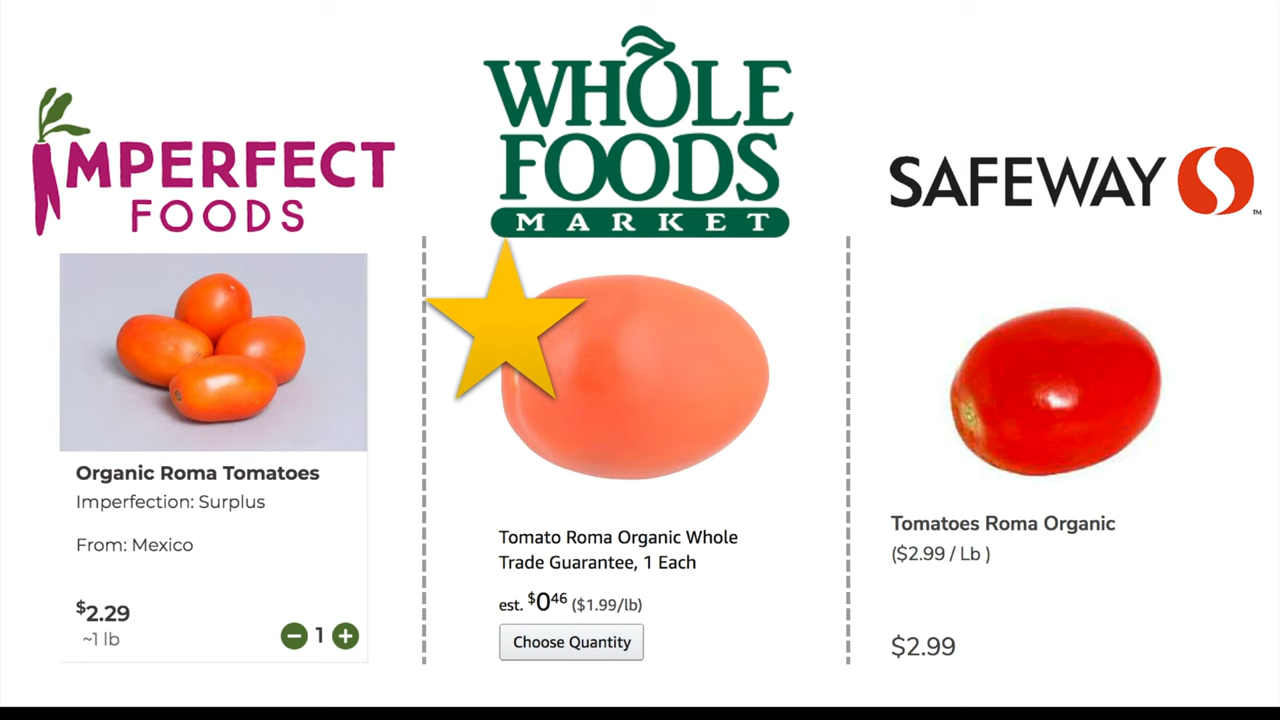 IMPERFECT
FOODS
Organic Roma Tomatoes
Imperfection: Surplus
From: Mexico
$2.29
~1 lb
1
WHOLE
FOODS
MARKET
Tomato Roma Organic Whole
Trade Guarantee, 1 Each
est. $046 ($1.99/lb)
Choose Quantity
SAFEWAY
TM
Tomatoes Roma Organic
($2.99 / Lb )
$2.99